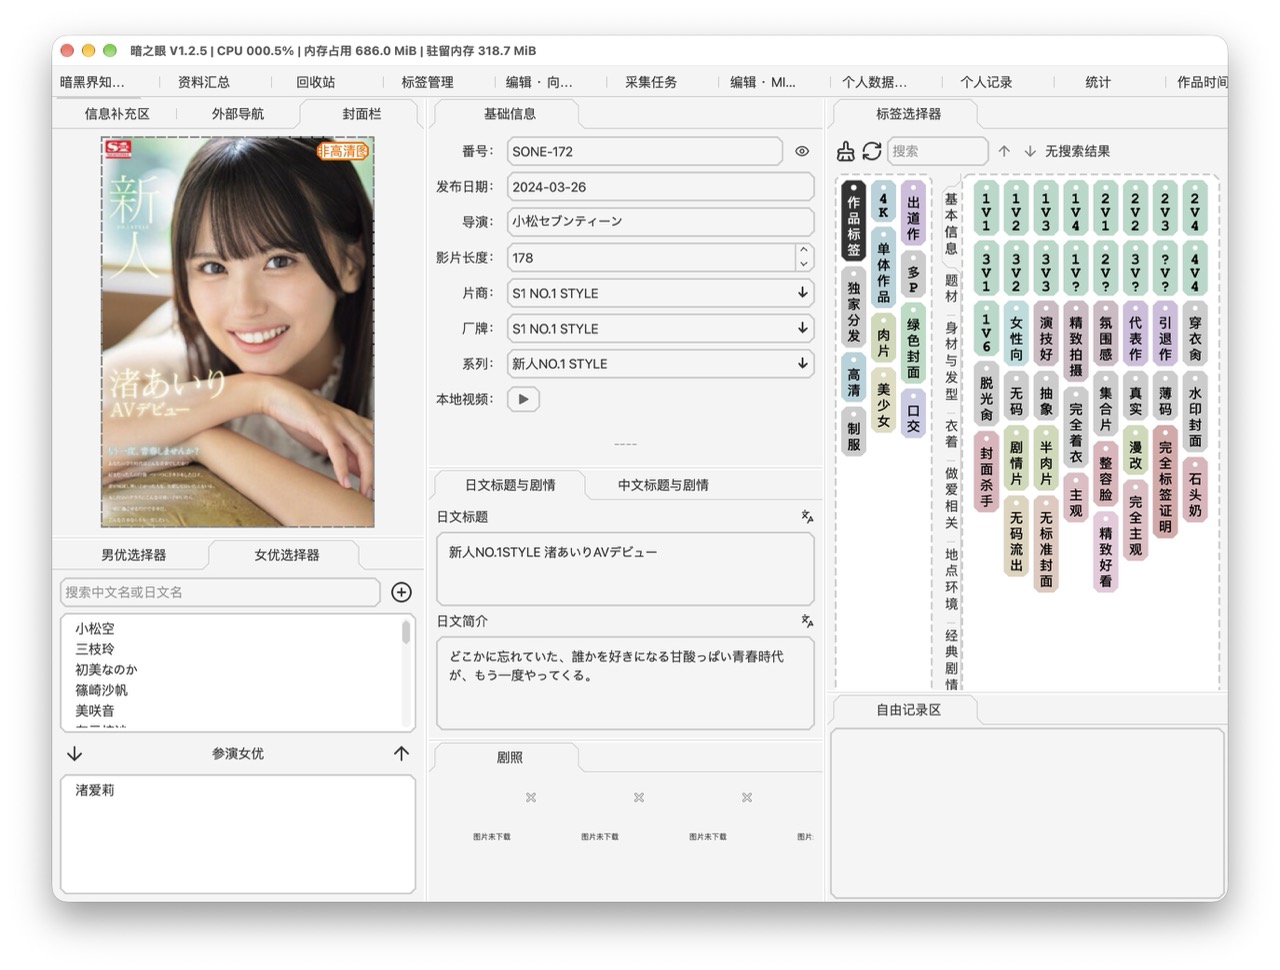 暗之眼 V1.2.5 | CPU 000.5% | 内存占用 686.0 MiB | 驻留内存 318.7 MiB
暗黑界知... 资料汇总 回收站 标签管理 编辑 · 向... 采集任务 编辑 · MI... 个人数据... 个人记录 统计 作品时间
信息补充区 外部导航 封面栏
S1
非高清图
新人
渚あいり
AVデビュー
もう一度、青春しませんか?
男优选择器 女优选择器
搜索中文名或日文名
小松空
三枝玲
初美なのか
篠崎沙帆
美咲音
参演女优
渚爱莉
基础信息
番号: SONE-172
发布日期: 2024-03-26
导演: 小松セブンティーン
影片长度: 178
片商: S1 NO.1 STYLE
厂牌: S1 NO.1 STYLE
系列: 新人NO.1 STYLE
本地视频:
----
日文标题与剧情 中文标题与剧情
日文标题
新人NO.1STYLE 渚あいりAVデビュー
日文简介
どこかに忘れていた、誰かを好きになる甘酸っぱい青春時代
が、もう一度やってくる。
剧照
图片未下载 图片未下载 图片未下载 图片:
标签选择器
搜索 无搜索结果
作品标签
独家分发
高清
制服
4K
单体作品
肉片
美少女
出道作
多P
绿色封面
口交
基本信息
题材
身材与发型
衣着
做爱相关
地点环境
经典剧情
1V1 1V2 1V3 1V4 2V1 2V2 2V3 2V4
3V1 3V2 3V3 1V? 2V? 3V? ?V? 4V4
1V6 女性向 演技好 精致拍摄 氛围感 代表作 引退作 穿衣肏
脱光肏 无码 抽象 完全着衣 集合片 真实 薄码 水印封面
封面杀手 剧情片 半肉片 主观 整容脸 漫改 完全标签证明 石头奶
无码流出 无标准封面 精致好看 完全主观
自由记录区